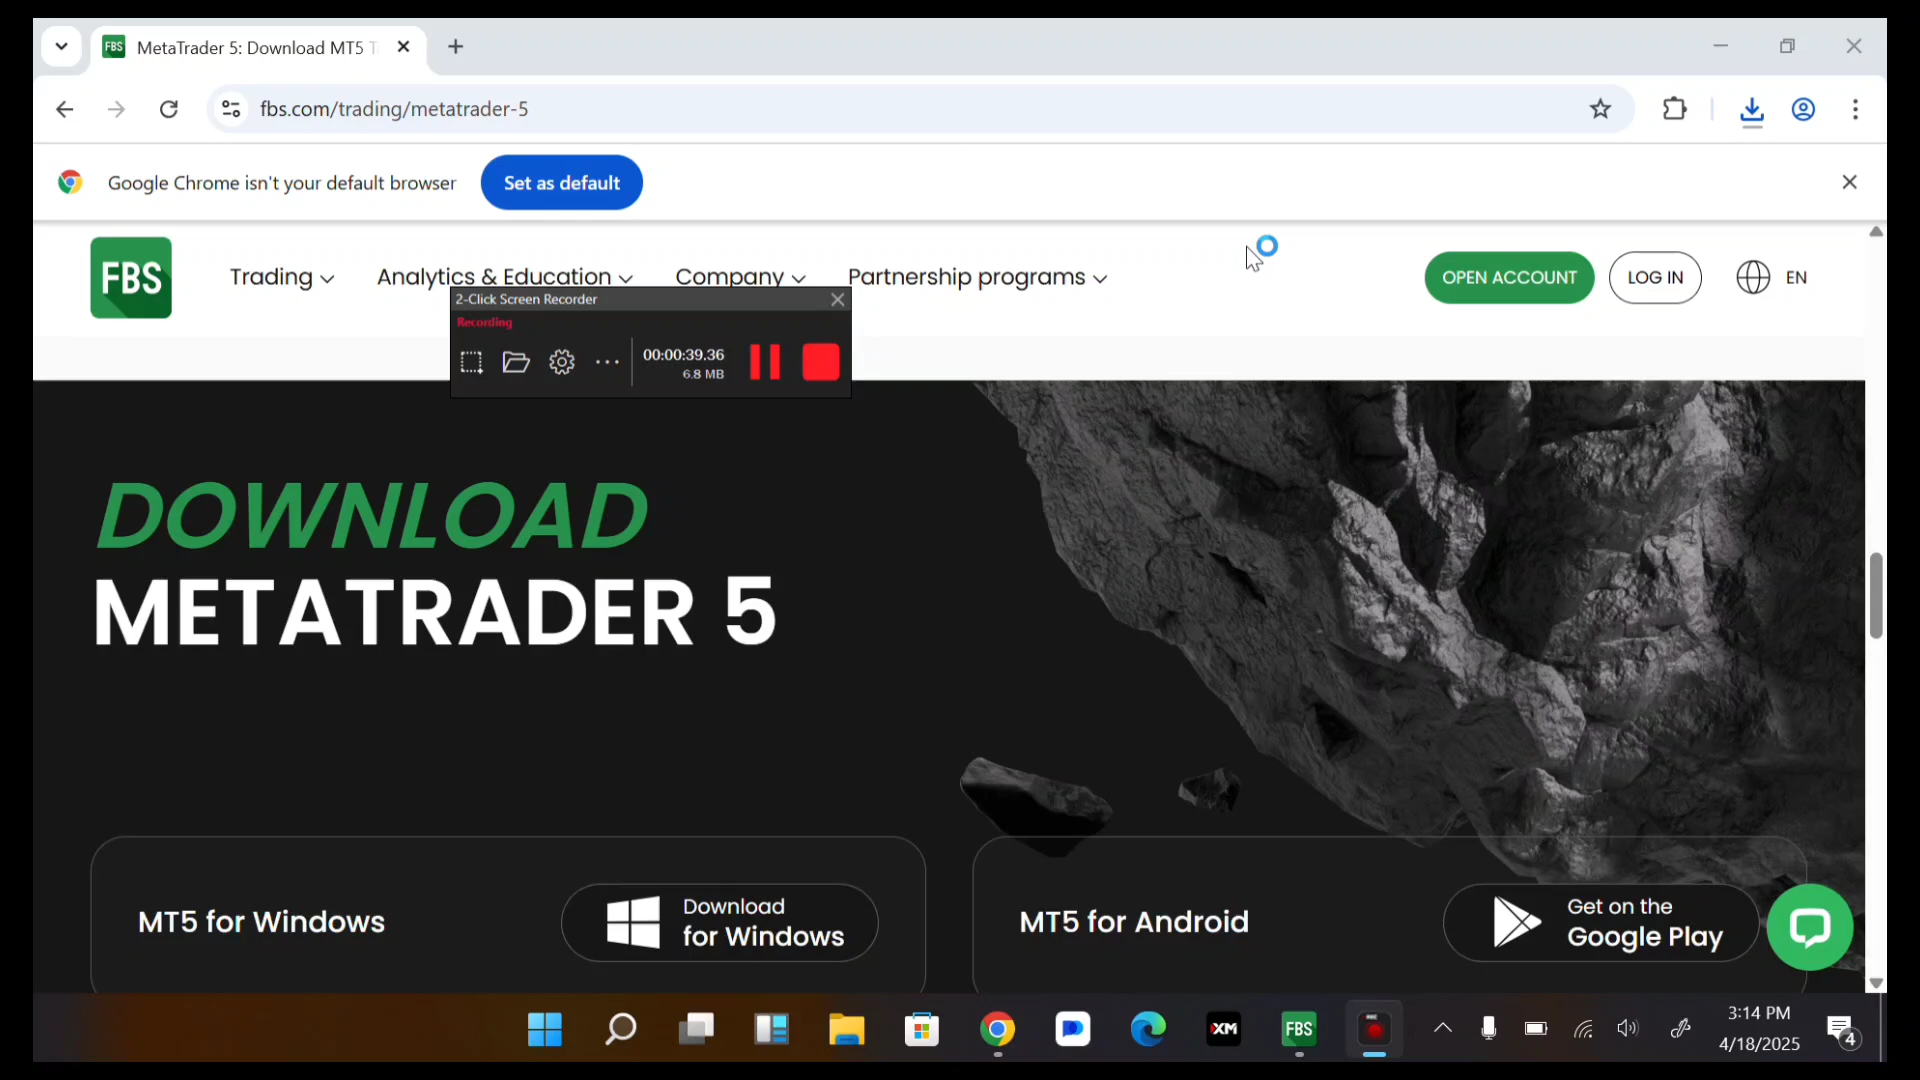 FBS MetaTrader 5: Download MT5 T
fbs.com/trading/metatrader-5
Google Chrome isn't your default browser Set as default
FBS Trading Analytics & Education Company Partnership programs OPEN ACCOUNT LOG IN EN
2-Click Screen Recorder
Recording
00:00:39.36
6.8 MB
DOWNLOAD
METATRADER 5
MT5 for Windows
Download
for Windows
MT5 for Android
Get on the
Google Play
XM FBS REC
3:14 PM
4/18/2025
4